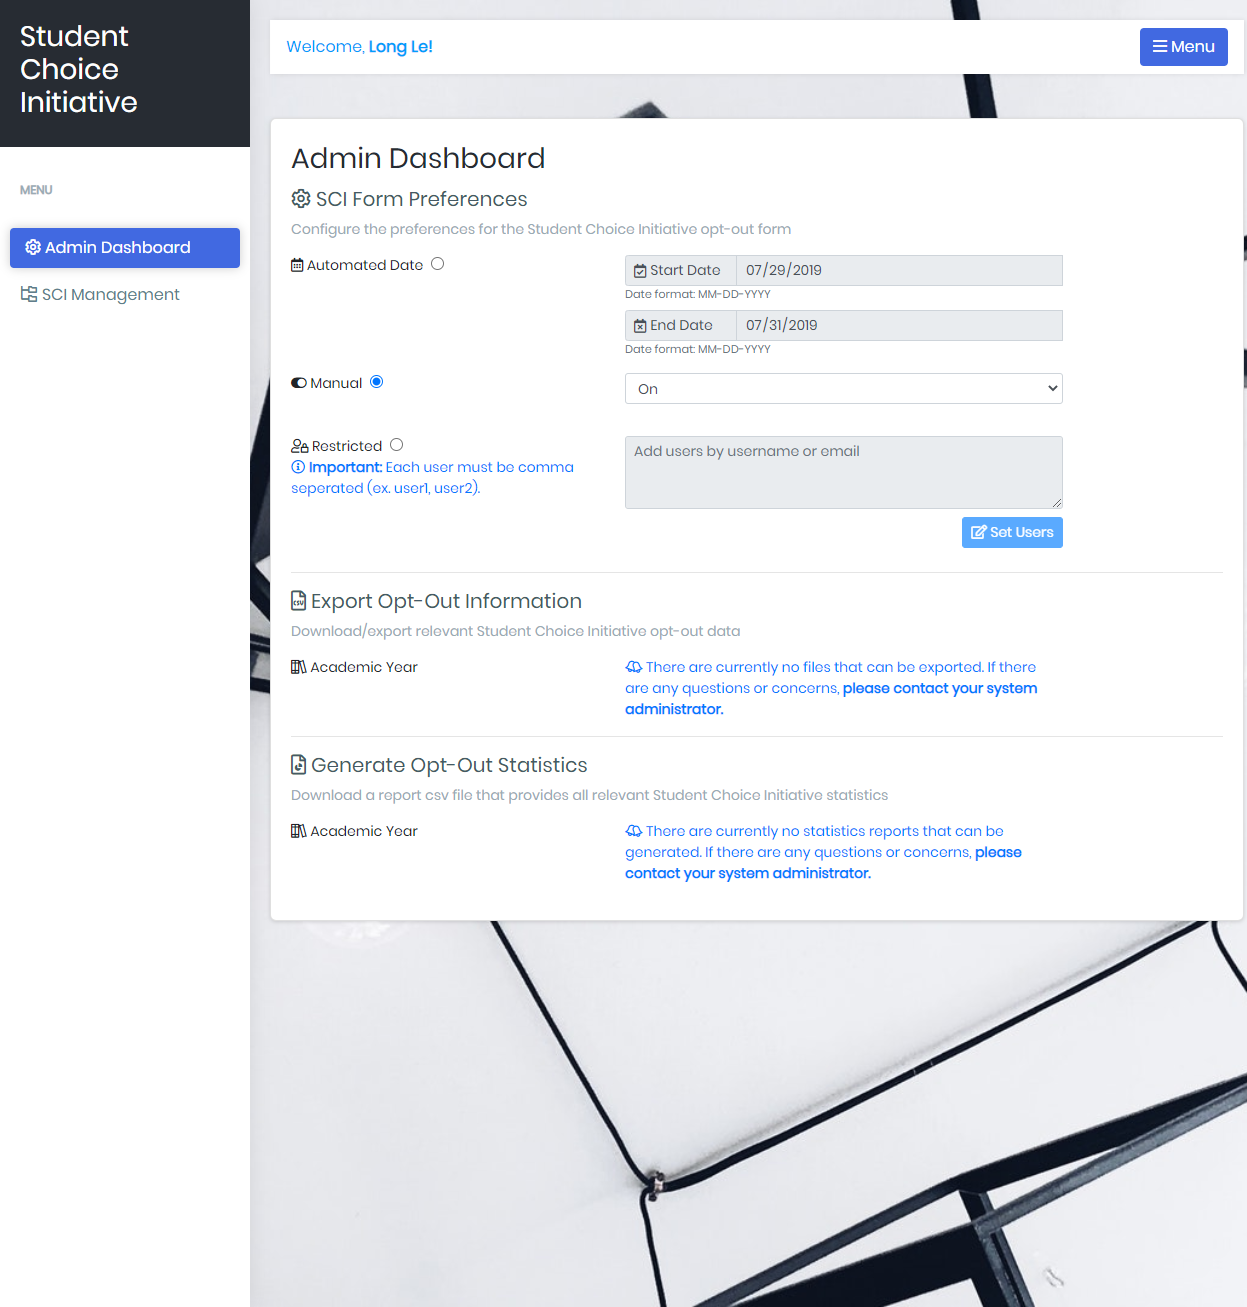 Student
Choice
Initiative
MENU
Admin Dashboard
SCI Management
Welcome, Long Le!
Menu
Admin Dashboard
SCI Form Preferences
Configure the preferences for the Student Choice Initiative opt-out form
Automated Date
Start Date 07/29/2019
Date format: MM-DD-YYYY
End Date 07/31/2019
Date format: MM-DD-YYYY
Manual
On
Restricted
Important: Each user must be comma
seperated (ex. user1, user2).
Add users by username or email
Set Users
Export Opt-Out Information
Download/export relevant Student Choice Initiative opt-out data
Academic Year
There are currently no files that can be exported. If there
are any questions or concerns, please contact your system
administrator.
Generate Opt-Out Statistics
Download a report csv file that provides all relevant Student Choice Initiative statistics
Academic Year
There are currently no statistics reports that can be
generated. If there are any questions or concerns, please
contact your system administrator.